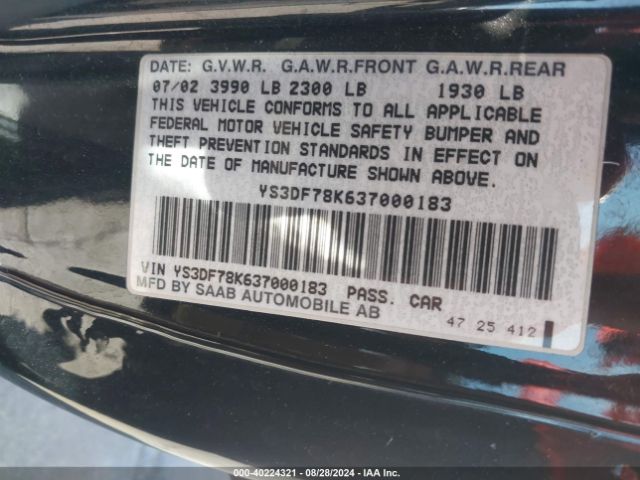 DATE: G.V.W.R. G.A.W.R.FRONT G.A.W.R.REAR
07/02 3990 LB 2300 LB 1930 LB
THIS VEHICLE CONFORMS TO ALL APPLICABLE
FEDERAL MOTOR VEHICLE SAFETY BUMPER AND
THEFT PREVENTION STANDARDS IN EFFECT ON
THE DATE OF MANUFACTURE SHOWN ABOVE.
YS3DF78K637000183
VIN YS3DF78K637000183 PASS. CAR
MFD BY SAAB AUTOMOBILE AB
47 25 412
000-40224321 | 08/28/2024 | IAA Inc.